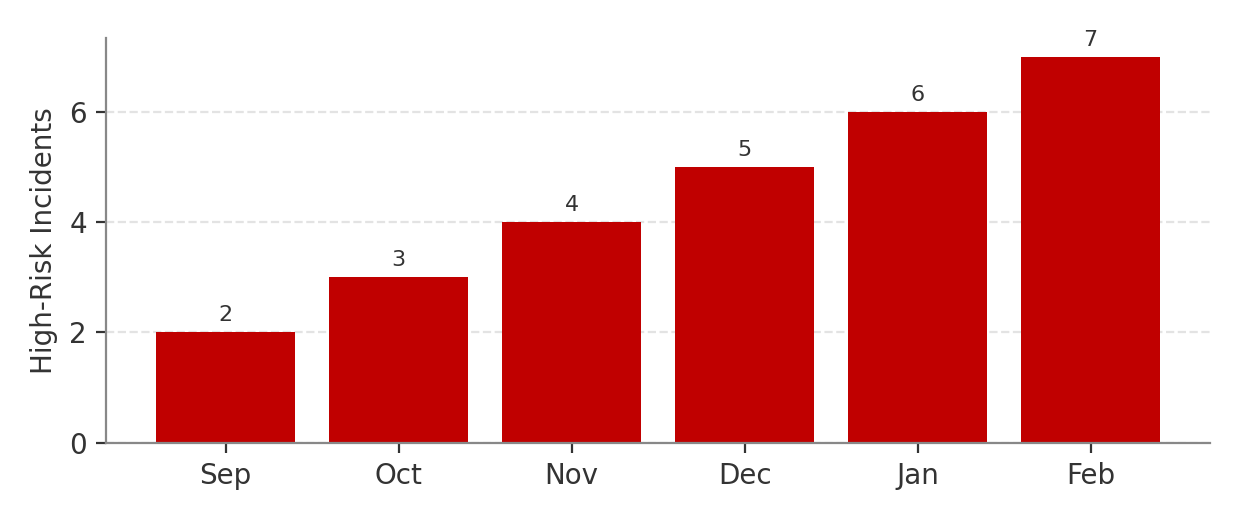 High-Risk Incidents
6
4
2
0
2
3
4
5
6
7
Sep
Oct
Nov
Dec
Jan
Feb